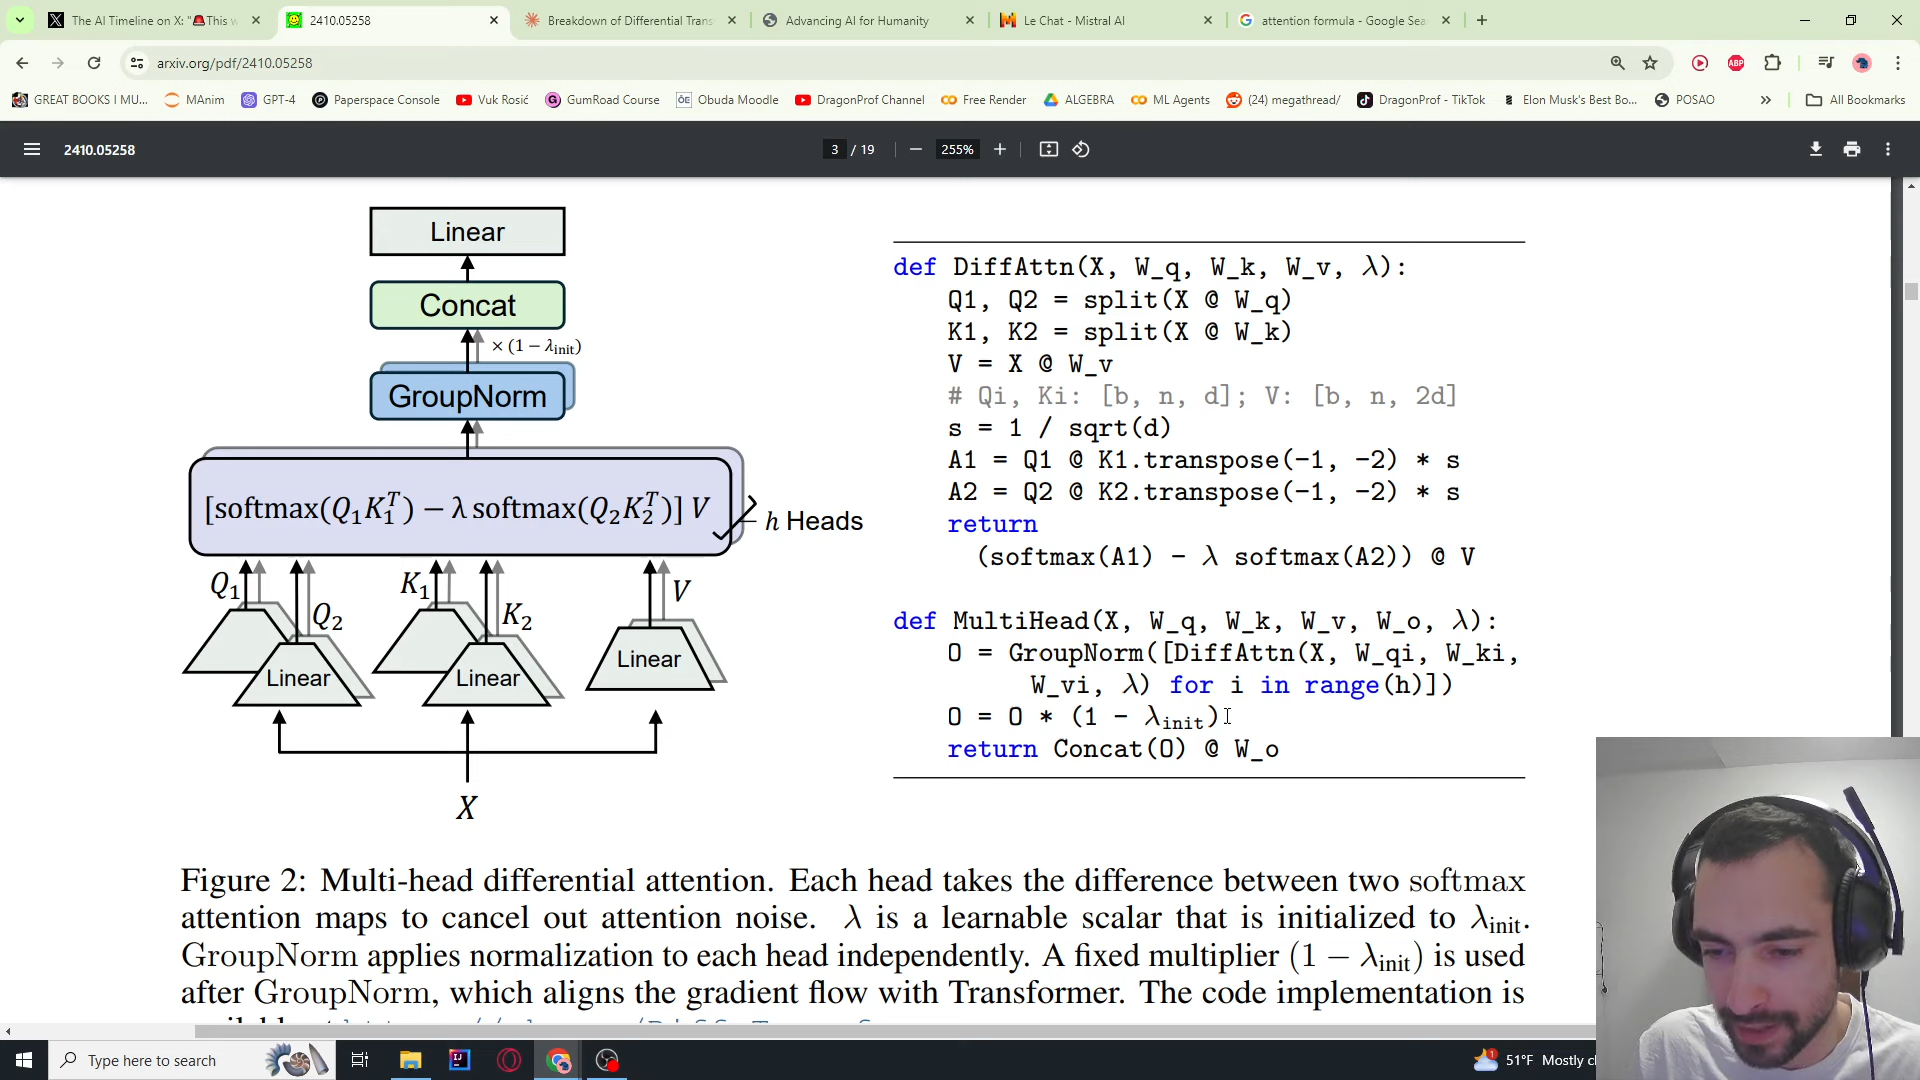 The AI Timeline on X: "🚨This w
2410.05258
Breakdown of Differential Trans
Advancing AI for Humanity
Le Chat - Mistral AI
attention formula - Google Sea
arxiv.org/pdf/2410.05258
GREAT BOOKS I MU...
MAnim
GPT-4
Paperspace Console
Vuk Rosić
GumRoad Course
Obuda Moodle
DragonProf Channel
Free Render
ALGEBRA
ML Agents
(24) megathread/
DragonProf - TikTok
Elon Musk's Best Bo...
POSAO
All Bookmarks
2410.05258
3 / 19
255%
Linear
Concat
× (1 − λinit)
GroupNorm
[softmax(Q₁K₁ᵀ) − λ softmax(Q₂K₂ᵀ)] V
h Heads
Q₁
Q₂
K₁
K₂
V
Linear
Linear
Linear
X
def DiffAttn(X, W_q, W_k, W_v, λ):
Q1, Q2 = split(X @ W_q)
K1, K2 = split(X @ W_k)
V = X @ W_v
# Qi, Ki: [b, n, d]; V: [b, n, 2d]
s = 1 / sqrt(d)
A1 = Q1 @ K1.transpose(−1, −2) * s
A2 = Q2 @ K2.transpose(−1, −2) * s
return
(softmax(A1) − λ softmax(A2)) @ V
def MultiHead(X, W_q, W_k, W_v, W_o, λ):
O = GroupNorm([DiffAttn(X, W_qi, W_ki,
W_vi, λ) for i in range(h)])
O = O * (1 − λinit)
return Concat(O) @ W_o
Figure 2: Multi-head differential attention. Each head takes the difference between two softmax
attention maps to cancel out attention noise. λ is a learnable scalar that is initialized to λinit.
GroupNorm applies normalization to each head independently. A fixed multiplier (1 − λinit) is used
after GroupNorm, which aligns the gradient flow with Transformer. The code implementation is
Type here to search
51°F Mostly cl